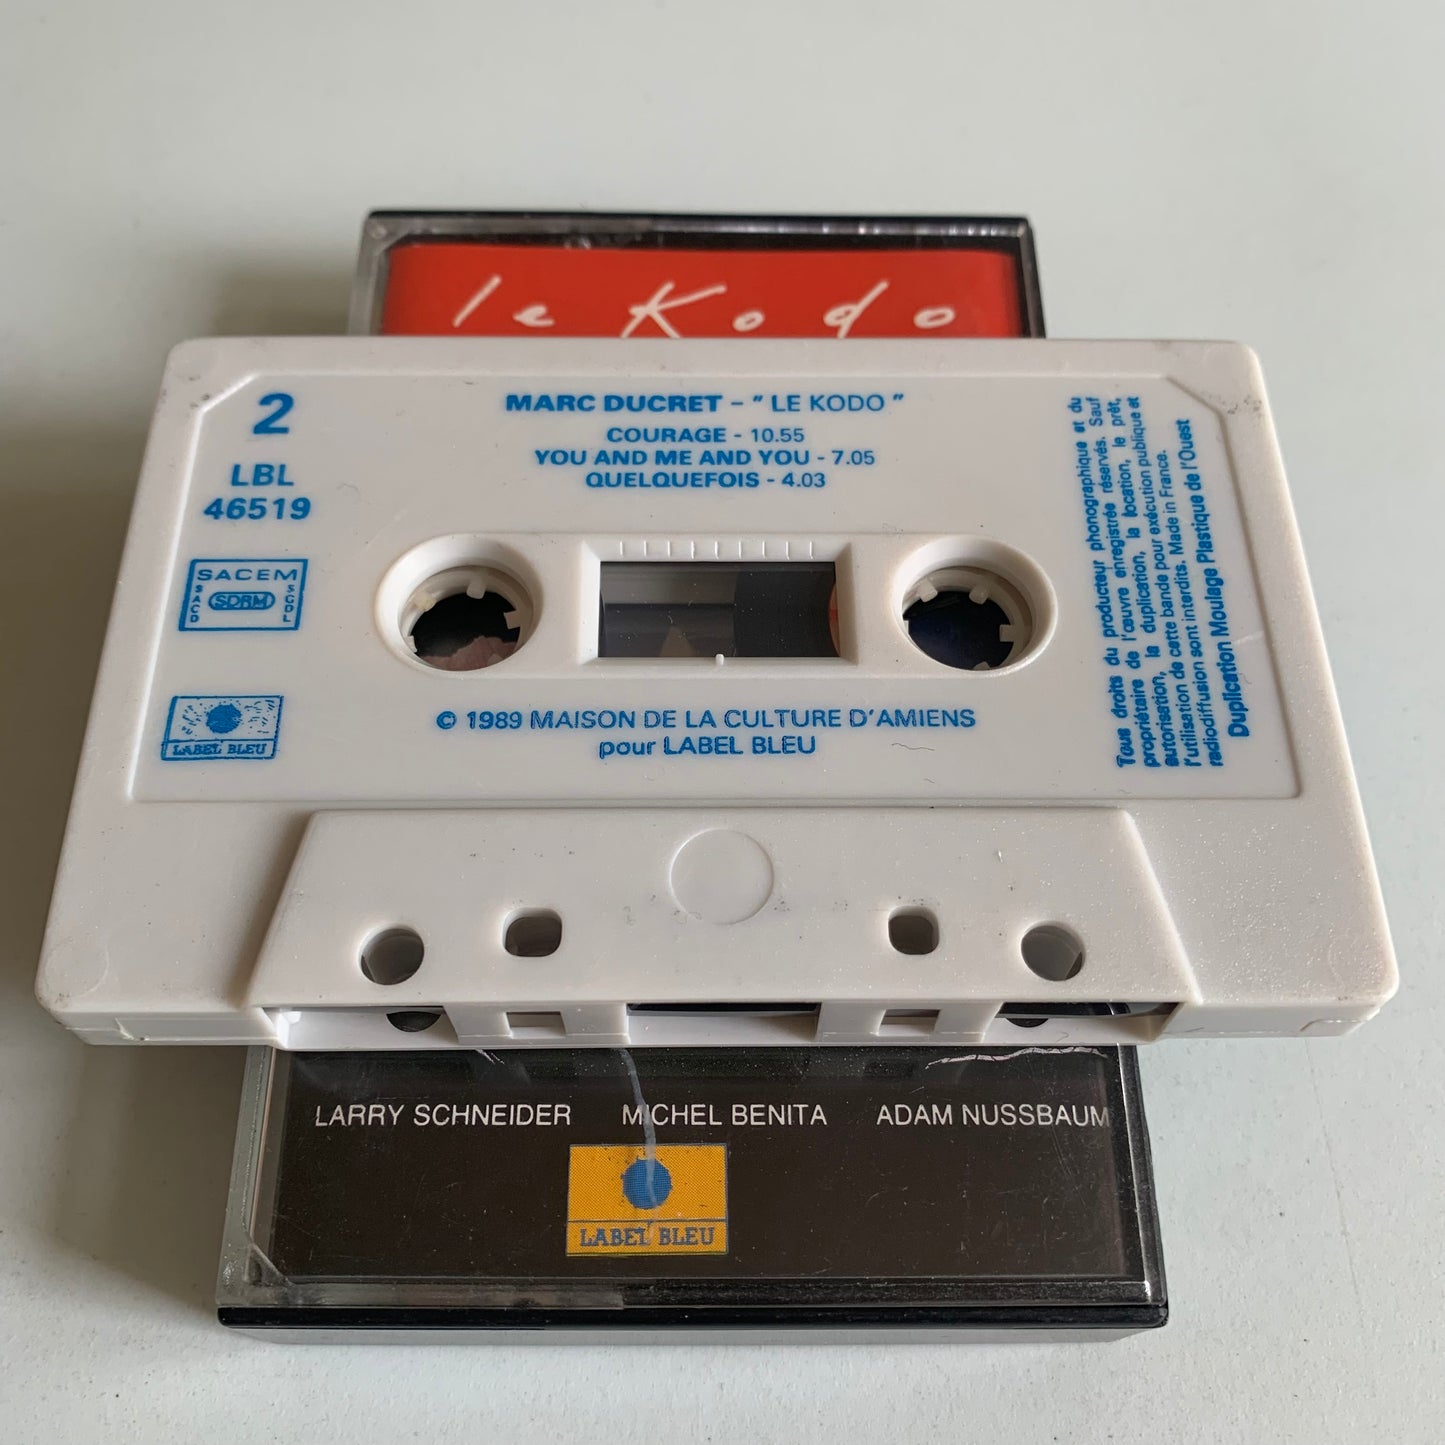 le Kodo
2
LBL
46519
MARC DUCRET – " LE KODO "
COURAGE - 10.55
YOU AND ME AND YOU - 7.05
QUELQUEFOIS - 4.03
SACEM
SACD
SDRM
SGDL
LABEL BLEU
© 1989 MAISON DE LA CULTURE D'AMIENS
pour LABEL BLEU
Tous droits du producteur phonographique et du
propriétaire de l'œuvre enregistrée réservés. Sauf
autorisation, la duplication, la location, le prêt,
l'utilisation de cette bande pour exécution publique et
radiodiffusion sont interdits. Made in France.
Duplication Moulage Plastique de l'Ouest
LARRY SCHNEIDER MICHEL BENITA ADAM NUSSBAUM
LABEL BLEU